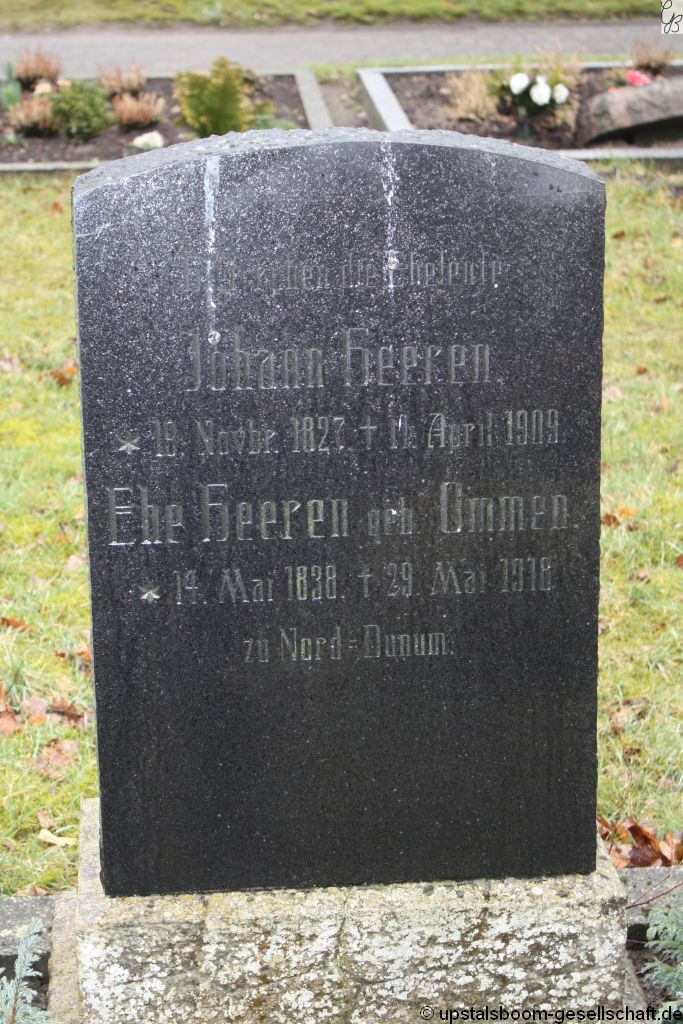 Hier ruhen die Eheleute
Johann Heeren,
* 19. Novbr. 1827. † 11. April 1909
Ehe Heeren geb. Ommen,
* 14. Mai 1838. † 29. Mai 1918
zu Nord-Dunum.
GB
© upstalsboom-gesellschaft.de